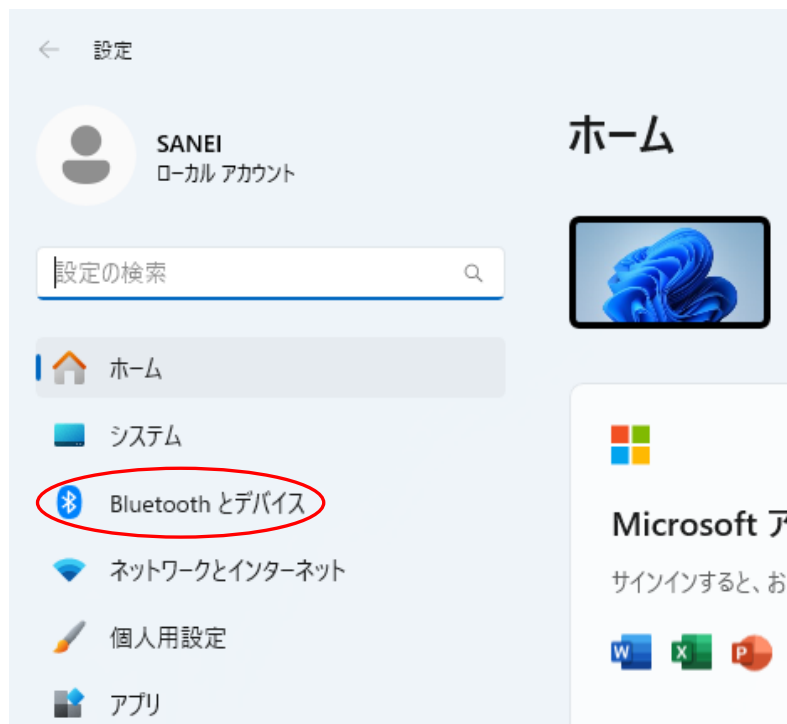 設定
SANEI
ローカル アカウント
設定の検索
ホーム
システム
Bluetooth とデバイス
ネットワークとインターネット
個人用設定
アプリ
ホーム
Microsoft ア
サインインすると、お
W
X
P